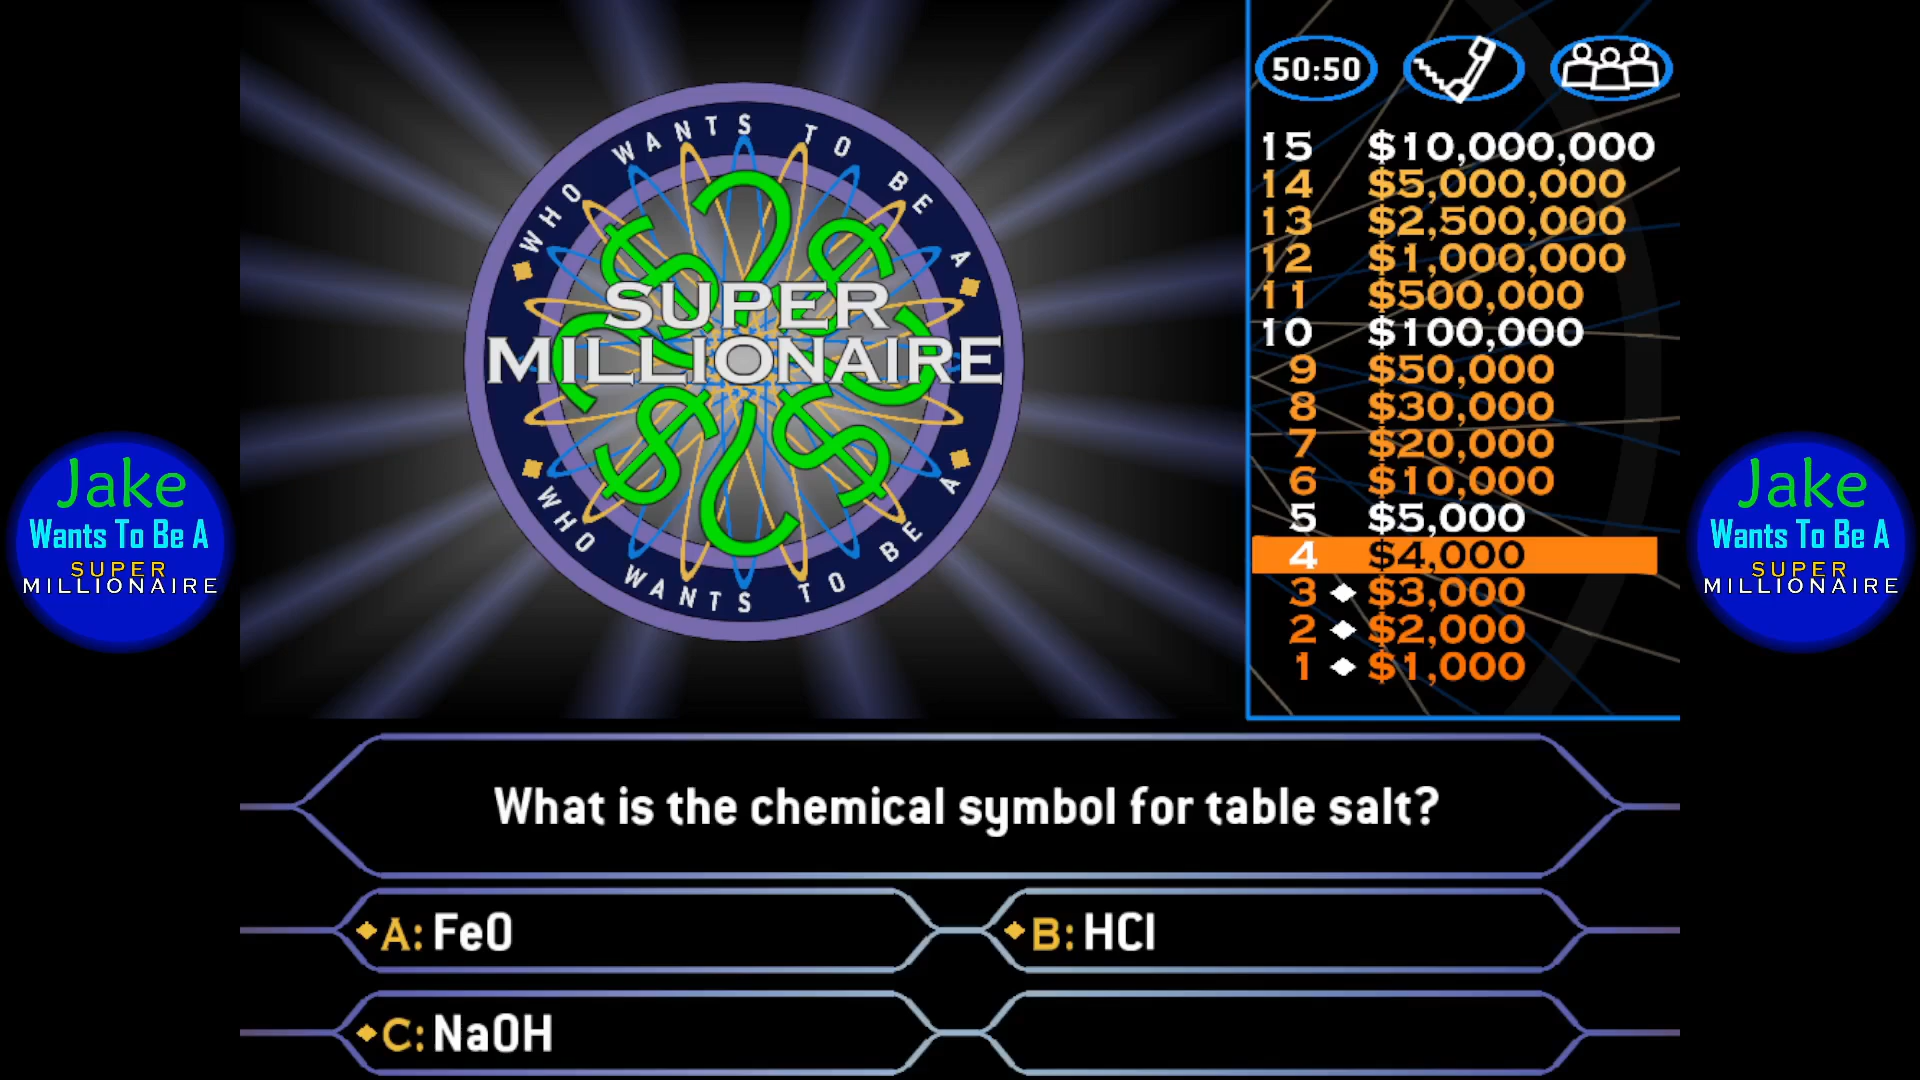 WHO WANTS TO BE A
SUPER
MILLIONAIRE
WHO WANTS TO BE A
50:50
15 $10,000,000
14 $5,000,000
13 $2,500,000
12 $1,000,000
11 $500,000
10 $100,000
9 $50,000
8 $30,000
7 $20,000
6 $10,000
5 $5,000
4 $4,000
3 $3,000
2 $2,000
1 $1,000
Jake
Wants To Be A
SUPER
MILLIONAIRE
Jake
Wants To Be A
SUPER
MILLIONAIRE
What is the chemical symbol for table salt?
A: FeO
B: HCl
C: NaOH